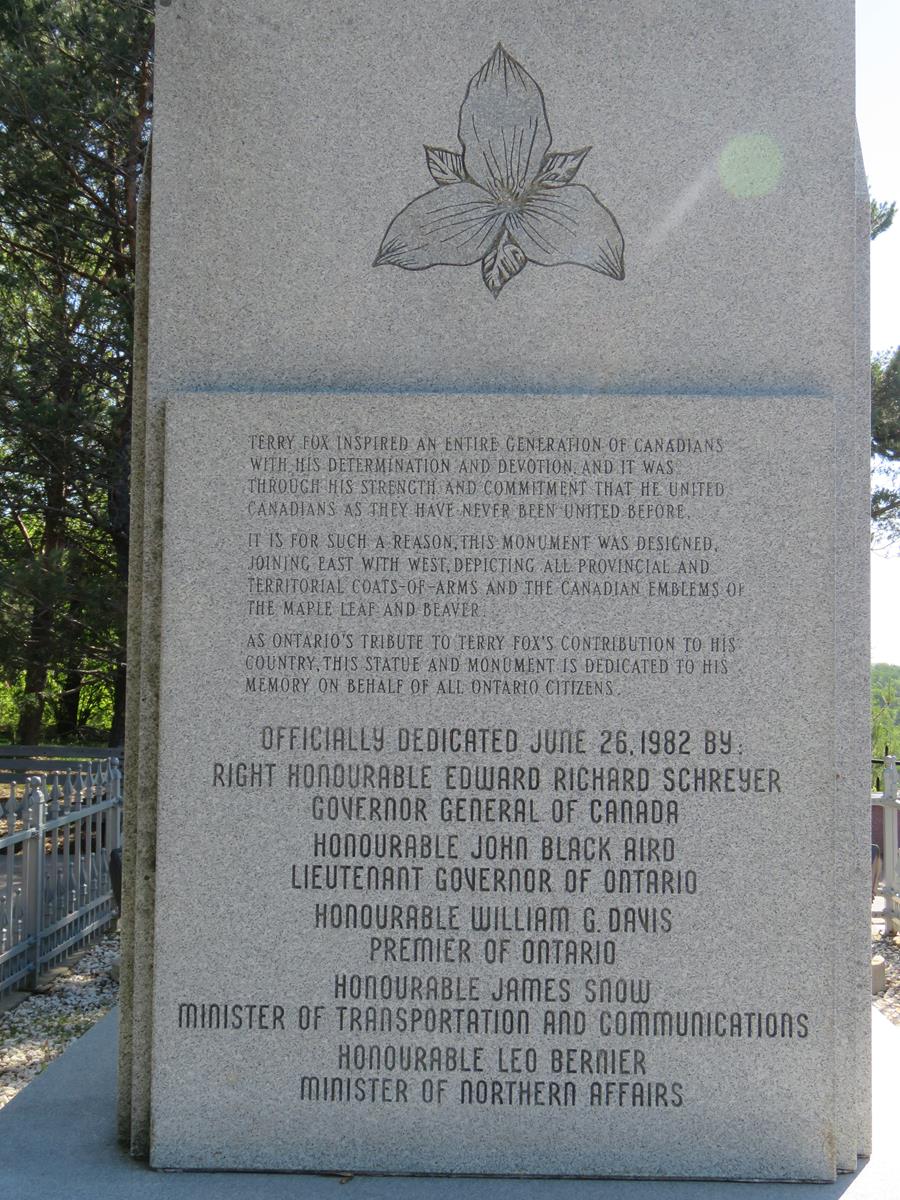 TERRY FOX INSPIRED AN ENTIRE GENERATION OF CANADIANS
WITH HIS DETERMINATION AND DEVOTION, AND IT WAS
THROUGH HIS STRENGTH AND COMMITMENT THAT HE UNITED
CANADIANS AS THEY HAVE NEVER BEEN UNITED BEFORE.
IT IS FOR SUCH A REASON, THIS MONUMENT WAS DESIGNED,
JOINING EAST WITH WEST, DEPICTING ALL PROVINCIAL AND
TERRITORIAL COATS-OF-ARMS AND THE CANADIAN EMBLEMS OF
THE MAPLE LEAF AND BEAVER.
AS ONTARIO'S TRIBUTE TO TERRY FOX'S CONTRIBUTION TO HIS
COUNTRY, THIS STATUE AND MONUMENT IS DEDICATED TO HIS
MEMORY ON BEHALF OF ALL ONTARIO CITIZENS.
OFFICIALLY DEDICATED JUNE 26, 1982 BY:
RIGHT HONOURABLE EDWARD RICHARD SCHREYER
GOVERNOR GENERAL OF CANADA
HONOURABLE JOHN BLACK AIRD
LIEUTENANT GOVERNOR OF ONTARIO
HONOURABLE WILLIAM G. DAVIS
PREMIER OF ONTARIO
HONOURABLE JAMES SNOW
MINISTER OF TRANSPORTATION AND COMMUNICATIONS
HONOURABLE LEO BERNIER
MINISTER OF NORTHERN AFFAIRS